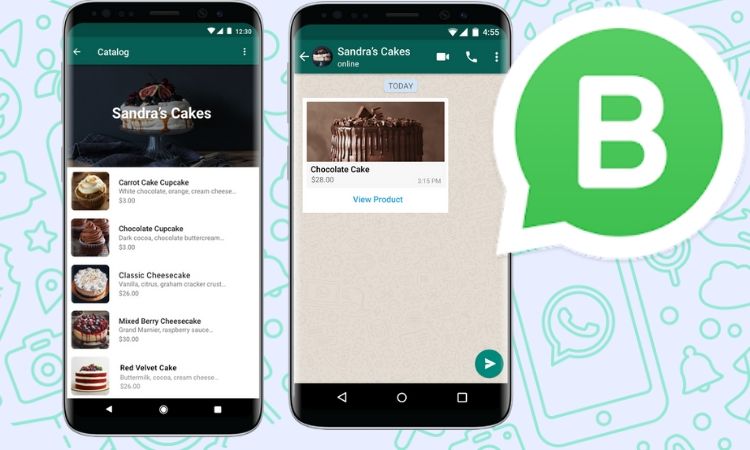 12:30
Catalog
Sandra's Cakes
Carrot Cake Cupcake
White chocolate, orange, cream cheese...
$3.00
Chocolate Cupcake
Dark cocoa, chocolate buttercream...
$3.00
Classic Cheesecake
Vanilla, citrus, graham cracker crust...
$26.00
Mixed Berry Cheesecake
Grand Marnier, raspberry sauce...
$30.00
Red Velvet Cake
Buttermilk, cocoa, cream cheese...
$26.00
4:55
Sandra's Cakes
online
TODAY
Chocolate Cake
$28.00
3:15 PM
View Product
B